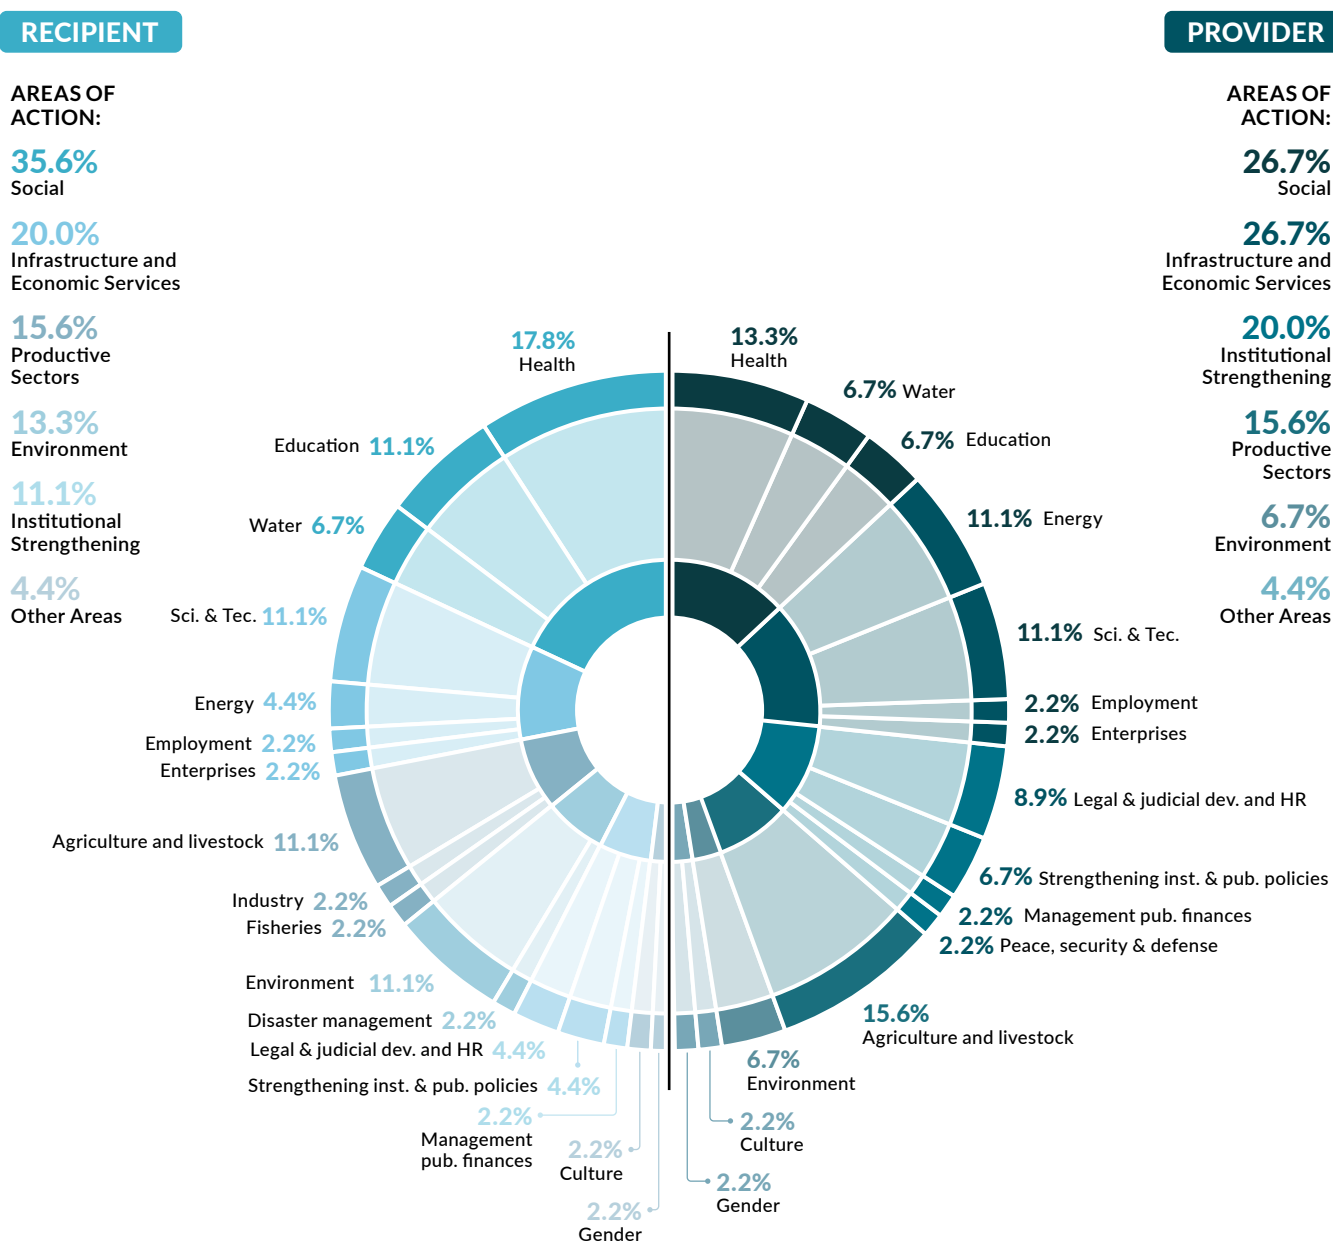 RECIPIENT
AREAS OF
ACTION:
35.6%
Social
20.0%
Infrastructure and
Economic Services
15.6%
Productive
Sectors
13.3%
Environment
11.1%
Institutional
Strengthening
4.4%
Other Areas
PROVIDER
AREAS OF
ACTION:
26.7%
Social
26.7%
Infrastructure and
Economic Services
20.0%
Institutional
Strengthening
15.6%
Productive
Sectors
6.7%
Environment
4.4%
Other Areas
17.8%
Health
Education 11.1%
Water 6.7%
Sci. & Tec. 11.1%
Energy 4.4%
Employment 2.2%
Enterprises 2.2%
Agriculture and livestock 11.1%
Industry 2.2%
Fisheries 2.2%
Environment 11.1%
Disaster management 2.2%
Legal & judicial dev. and HR 4.4%
Strengthening inst. & pub. policies 4.4%
2.2%
Management
pub. finances
2.2%
Culture
2.2%
Gender
13.3%
Health
6.7% Water
6.7% Education
11.1% Energy
11.1% Sci. & Tec.
2.2% Employment
2.2% Enterprises
8.9% Legal & judicial dev. and HR
6.7% Strengthening inst. & pub. policies
2.2% Management pub. finances
2.2% Peace, security & defense
15.6%
Agriculture and livestock
6.7%
Environment
2.2%
Culture
2.2%
Gender